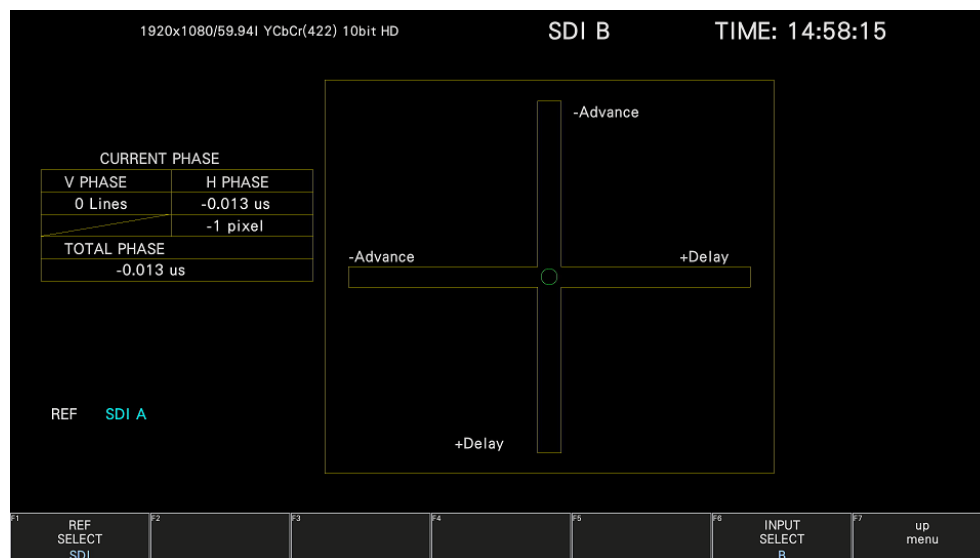 1920x1080/59.94I YCbCr(422) 10bit HD
SDI B
TIME: 14:58:15
-Advance
CURRENT PHASE
V PHASE H PHASE
0 Lines -0.013 us
-1 pixel
TOTAL PHASE
-0.013 us
-Advance
+Delay
REF SDI A
+Delay
F1 REF
SELECT
SDI
F2
F3
F4
F5
F6 INPUT
SELECT
B
F7 up
menu